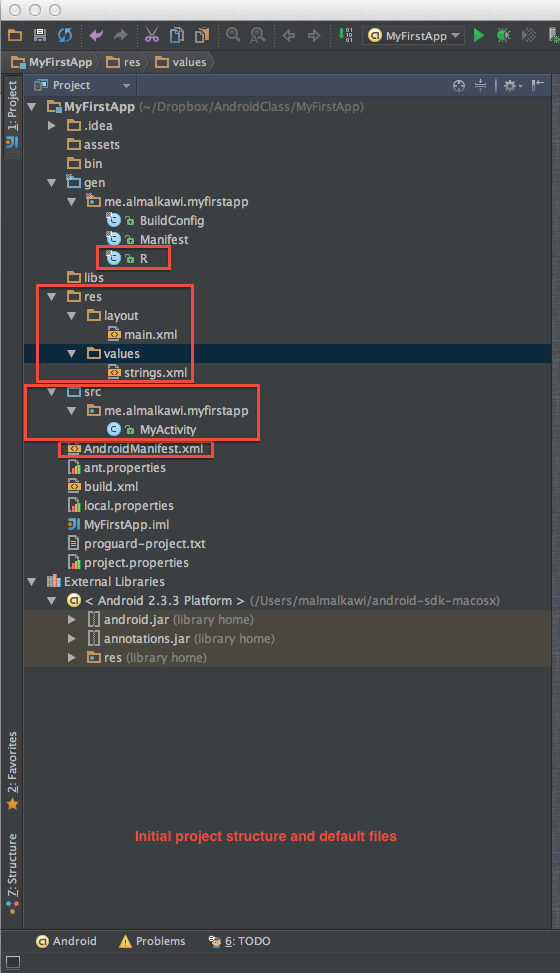 MyFirstApp
MyFirstApp res values
1: Project
Project
MyFirstApp (~/Dropbox/AndroidClass/MyFirstApp)
.idea
assets
bin
gen
me.almalkawi.myfirstapp
BuildConfig
Manifest
R
libs
res
layout
main.xml
values
strings.xml
src
me.almalkawi.myfirstapp
MyActivity
AndroidManifest.xml
ant.properties
build.xml
local.properties
MyFirstApp.iml
proguard-project.txt
project.properties
External Libraries
< Android 2.3.3 Platform > (/Users/malmalkawi/android-sdk-macosx)
android.jar (library home)
annotations.jar (library home)
res (library home)
2: Favorites
Initial project structure and default files
7: Structure
Android Problems 6: TODO